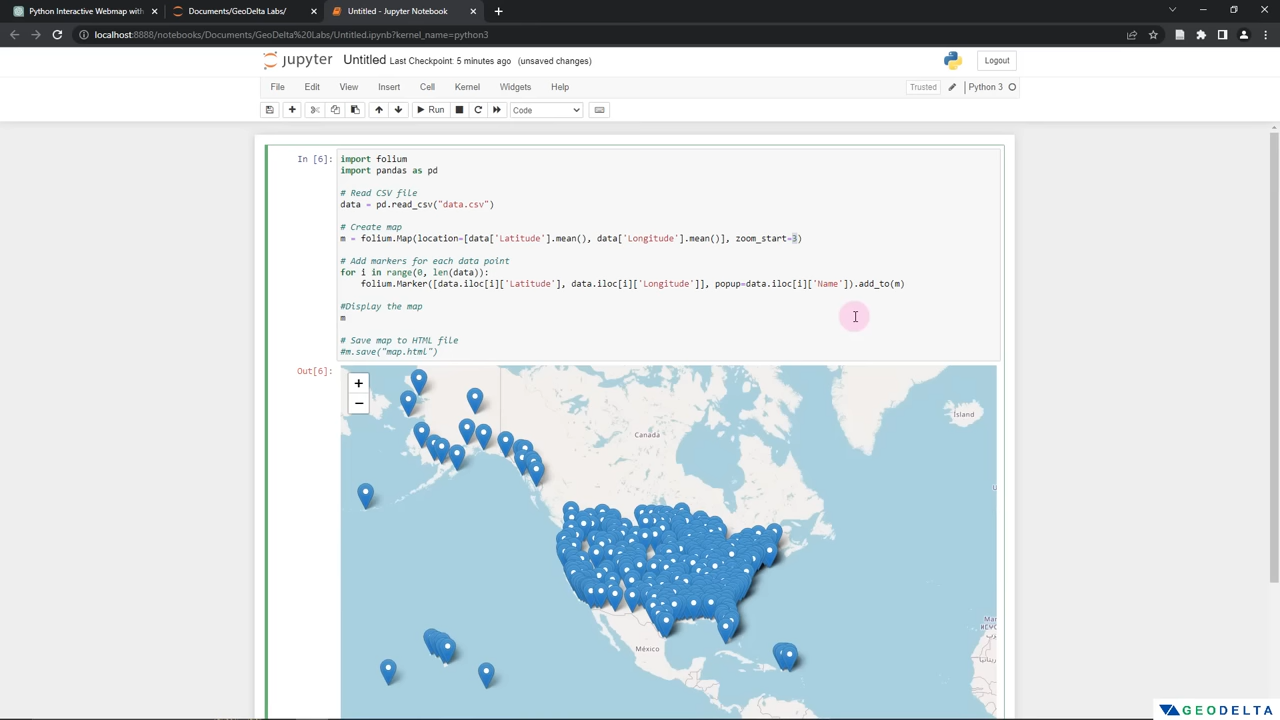 Python Interactive Webmap with
Documents/GeoDelta Labs/
Untitled - Jupyter Notebook
localhost:8888/notebooks/Documents/GeoDelta%20Labs/Untitled.ipynb?kernel_name=python3
jupyter Untitled Last Checkpoint: 5 minutes ago (unsaved changes)
Logout
File Edit View Insert Cell Kernel Widgets Help
Trusted Python 3
Run Code
In [6]:
import folium
import pandas as pd
# Read CSV file
data = pd.read_csv("data.csv")
# Create map
m = folium.Map(location=[data['Latitude'].mean(), data['Longitude'].mean()], zoom_start=3)
# Add markers for each data point
for i in range(0, len(data)):
folium.Marker([data.iloc[i]['Latitude'], data.iloc[i]['Longitude']], popup=data.iloc[i]['Name']).add_to(m)
#Display the map
m
# Save map to HTML file
#m.save("map.html")
Out[6]:
+
−
Ísland
Canada
México
GEODELTA